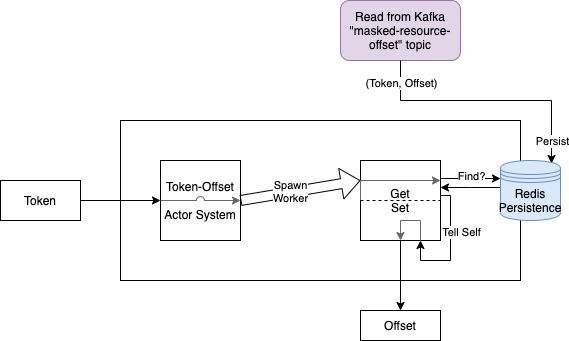 Read from Kafka
"masked-resource-
offset" topic
(Token, Offset)
Persist
Token
Token-Offset
Actor System
Spawn
Worker
Get
Set
Find?
Tell Self
Redis
Persistence
Offset